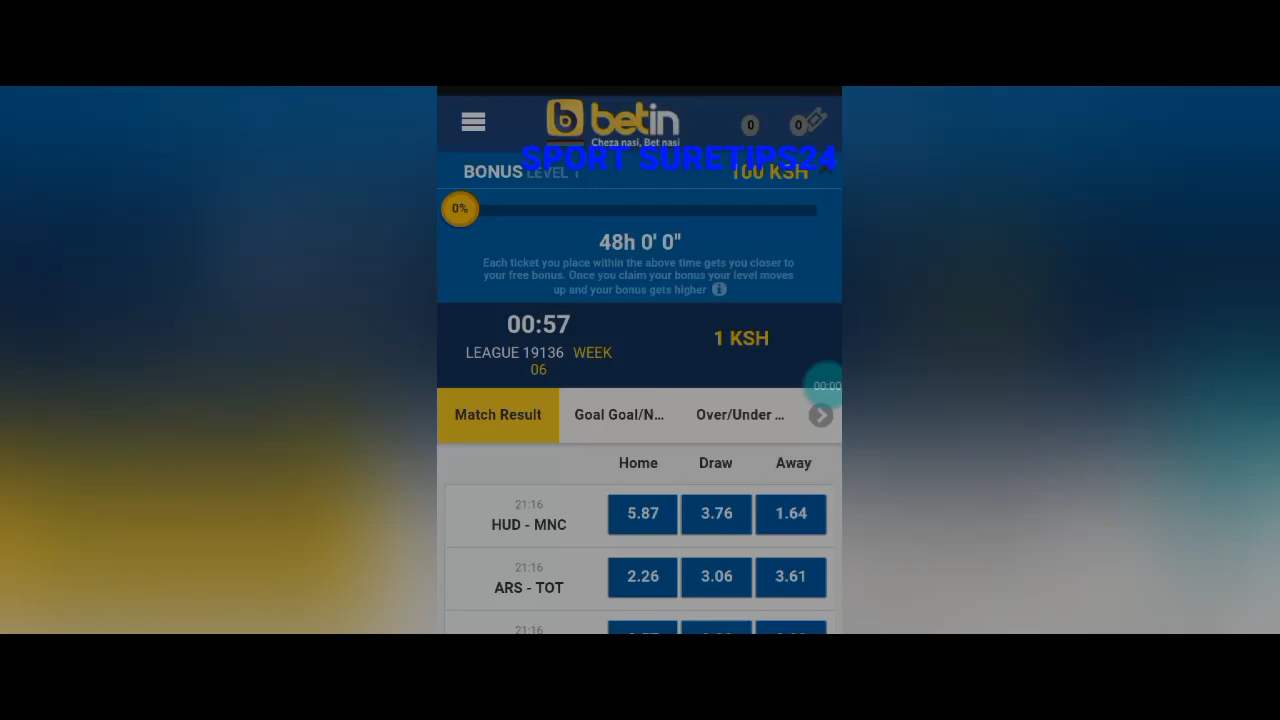 betin
0
0
Cheza nasi, Bet nasi
SPORT SURETIPS24
BONUS LEVEL 1
100 KSH
0%
48h 0' 0"
Each ticket you place within the above time gets you closer to
your free bonus. Once you claim your bonus your level moves
up and your bonus gets higher
00:57
1 KSH
LEAGUE 19136 WEEK
06
00:00
Match Result
Goal Goal/N...
Over/Under ...
Home
Draw
Away
21:16
HUD - MNC
5.87
3.76
1.64
21:16
ARS - TOT
2.26
3.06
3.61
21:16